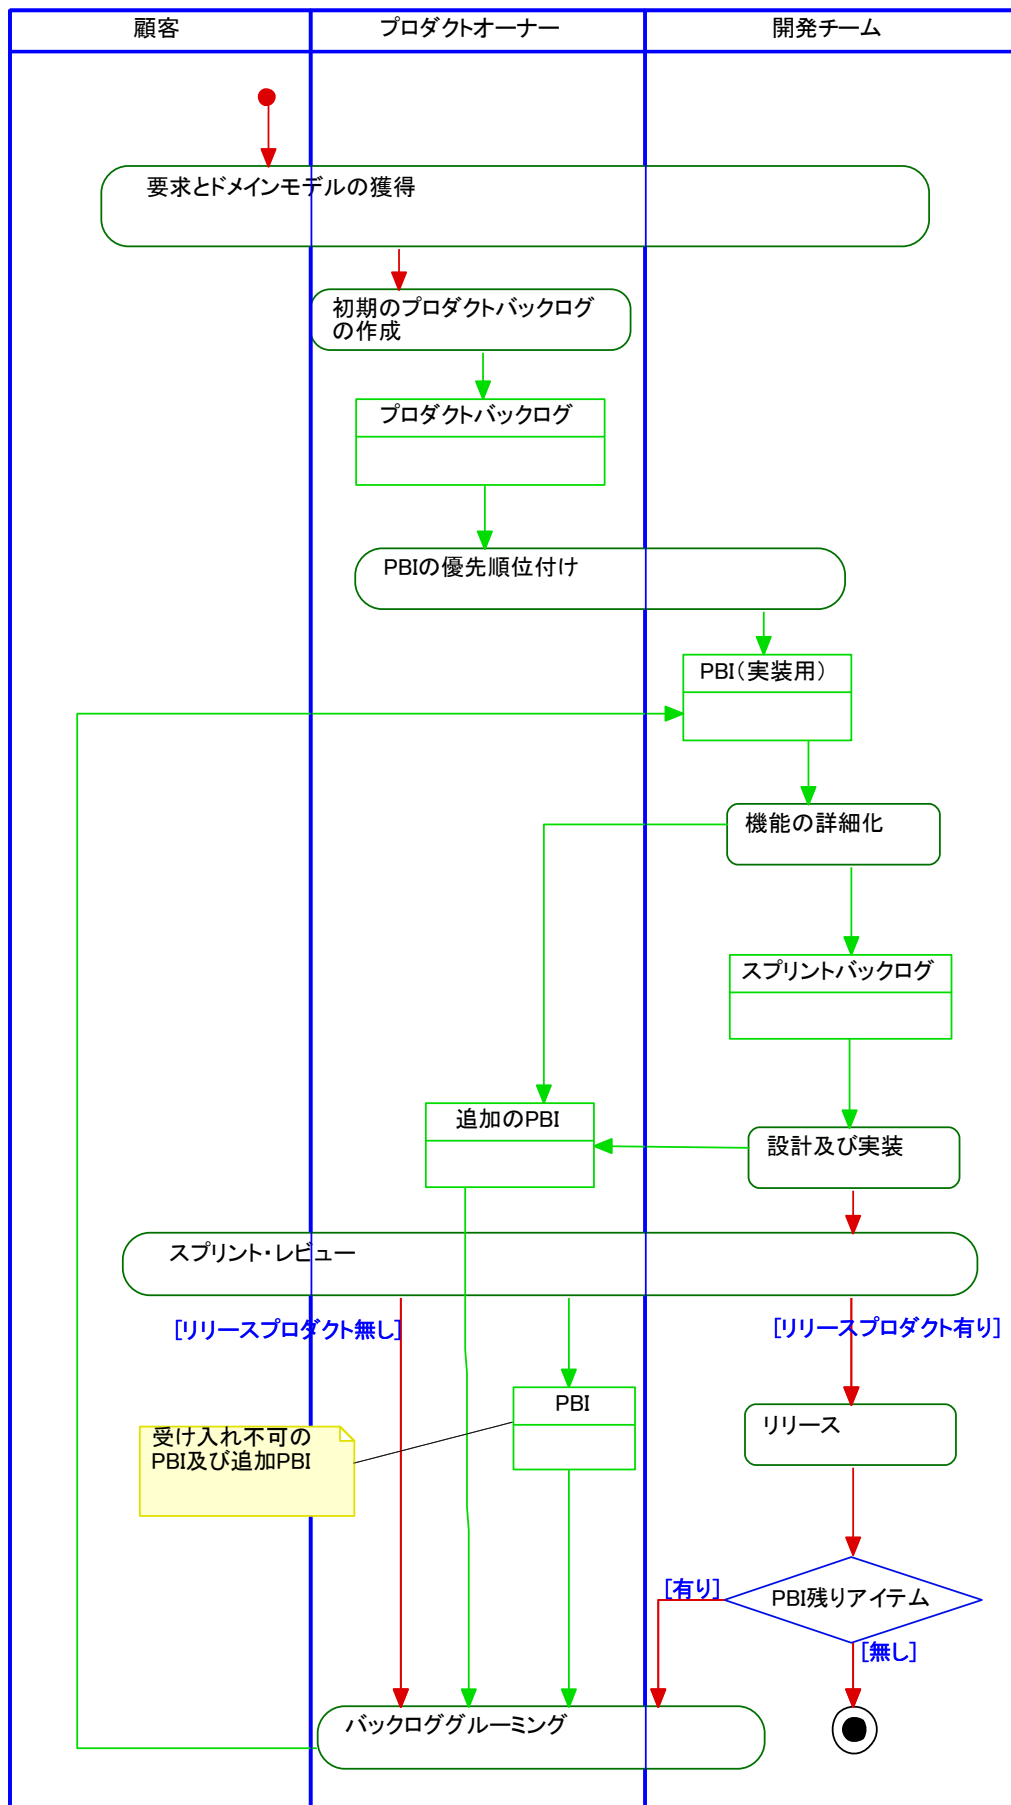 顧客
プロダクトオーナー
開発チーム
要求とドメインモデルの獲得
初期のプロダクトバックログ
の作成
プロダクトバックログ
PBIの優先順位付け
PBI（実装用）
機能の詳細化
スプリントバックログ
追加のPBI
設計及び実装
スプリント・レビュー
[リリースプロダクト無し]
[リリースプロダクト有り]
PBI
リリース
受け入れ不可の
PBI及び追加PBI
[有り]
PBI残りアイテム
[無し]
バックロググルーミング